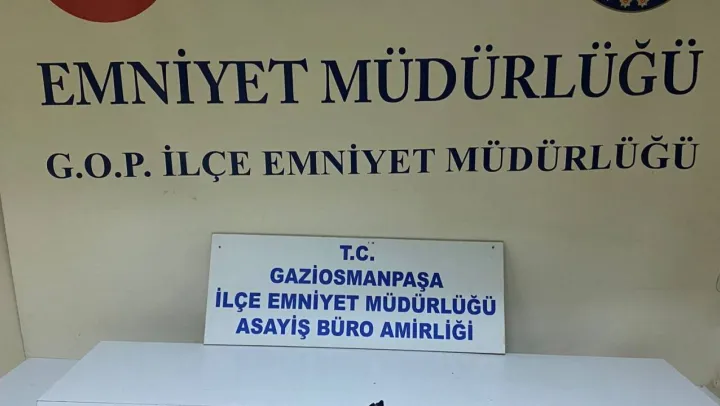 EMNİYET MÜDÜRLÜĞÜ
G.O.P. İLÇE EMNİYET MÜDÜRLÜĞÜ
T.C.
GAZİOSMANPAŞA
İLÇE EMNİYET MÜDÜRLÜĞÜ
ASAYİŞ BÜRO AMİRLİĞİ